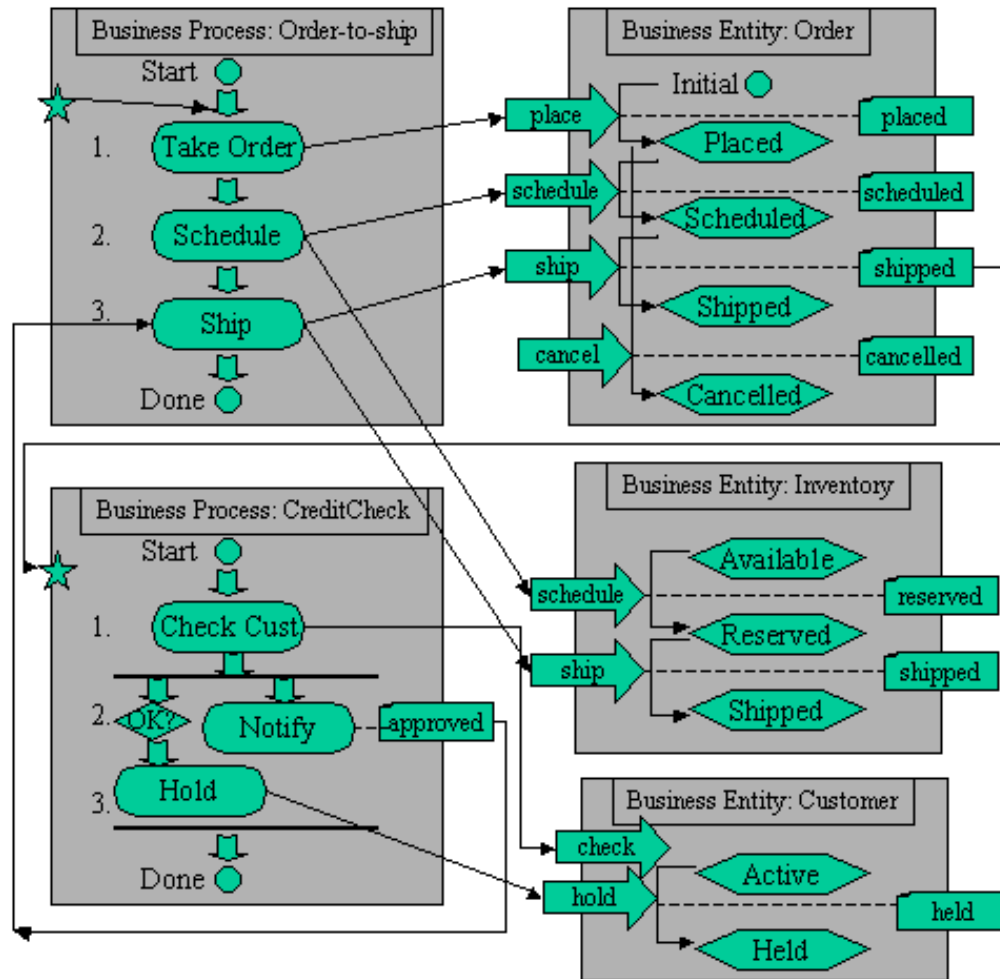 Business Process: Order-to-ship
Start
1.
Take Order
2.
Schedule
3.
Ship
Done
Business Entity: Order
Initial
place
placed
Placed
schedule
scheduled
Scheduled
ship
shipped
Shipped
cancel
cancelled
Cancelled
Business Process: CreditCheck
Start
1.
Check Cust
2.
OK?
Notify
approved
3.
Hold
Done
Business Entity: Inventory
Available
schedule
reserved
Reserved
ship
shipped
Shipped
Business Entity: Customer
check
Active
hold
held
Held